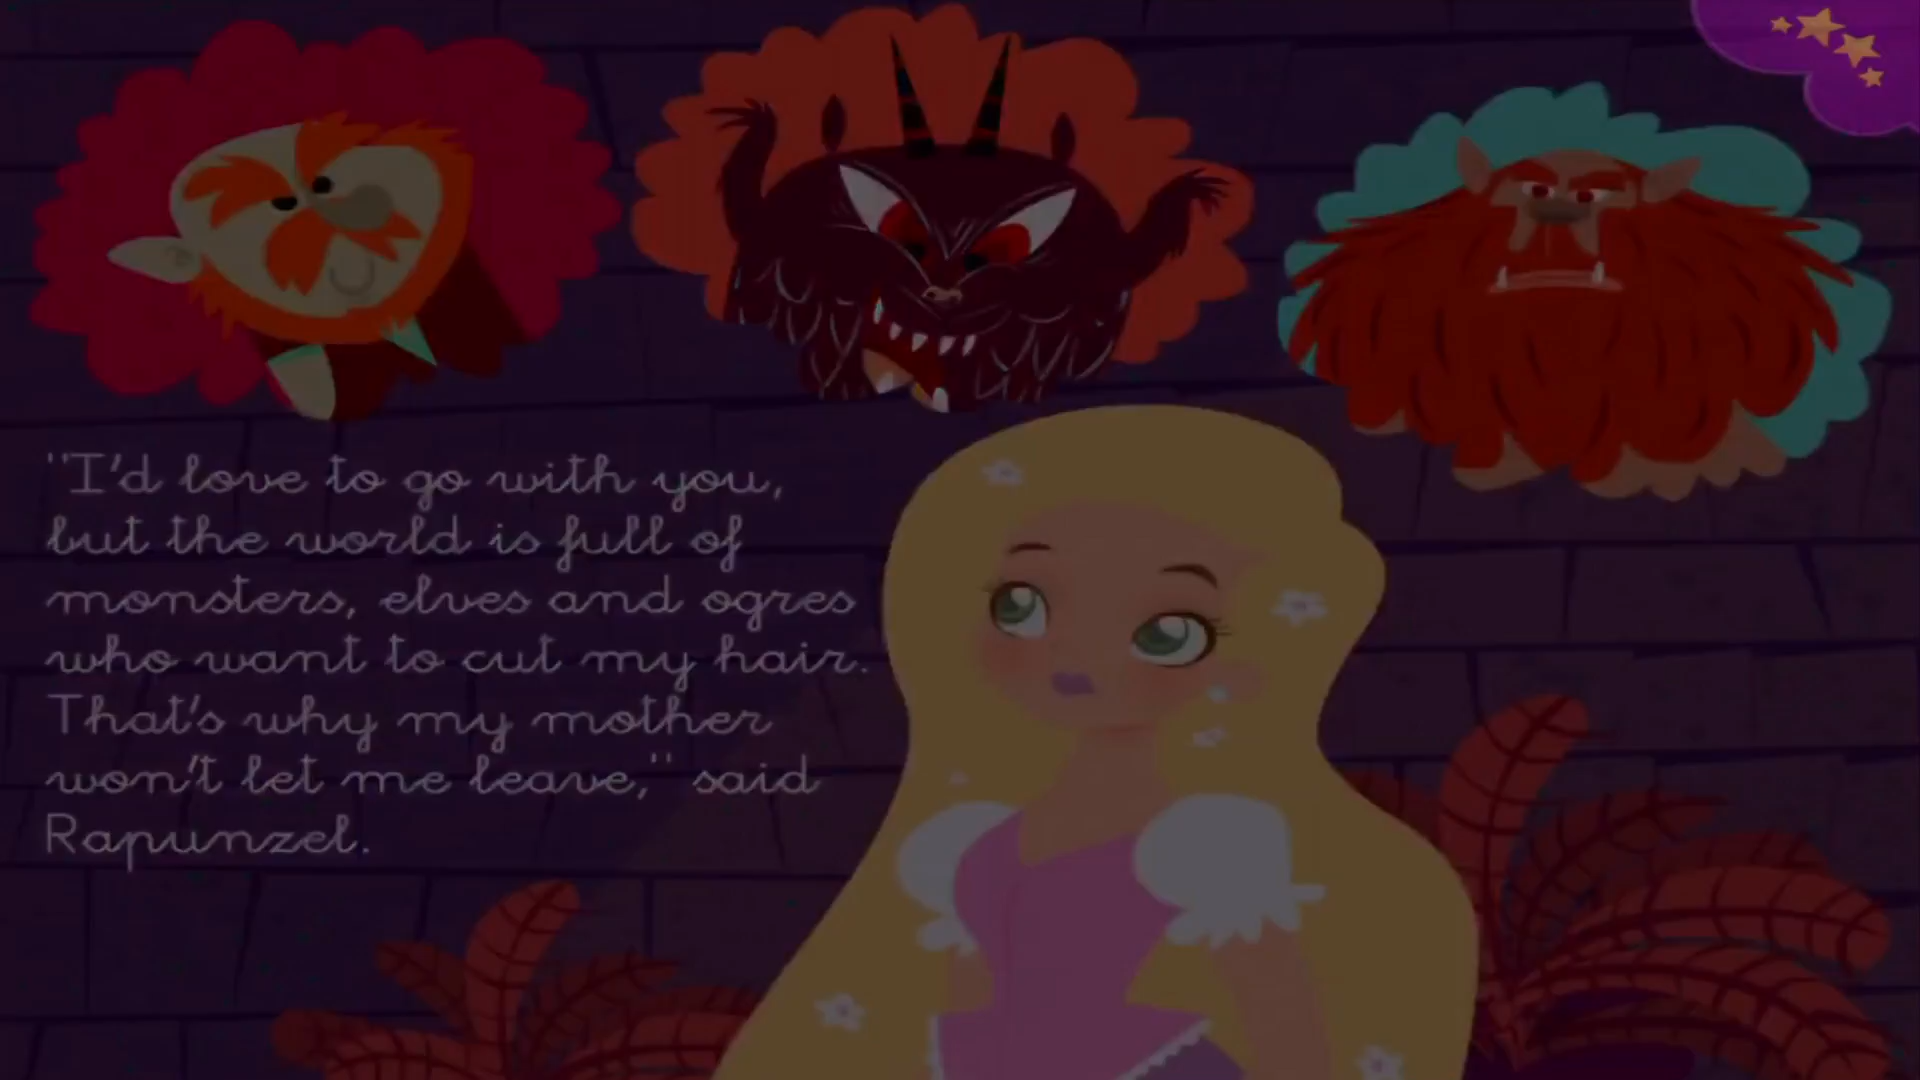 "I'd love to go with you,
but the world is full of
monsters, elves and ogres
who want to cut my hair.
That's why my mother
won't let me leave," said
Rapunzel.